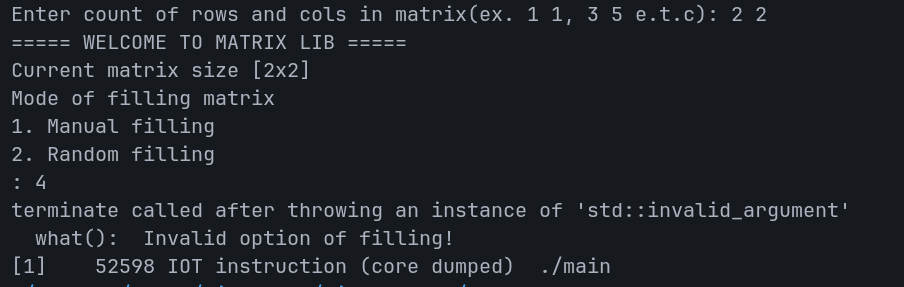 Enter count of rows and cols in matrix(ex. 1 1, 3 5 e.t.c): 2 2
===== WELCOME TO MATRIX LIB =====
Current matrix size [2x2]
Mode of filling matrix
1. Manual filling
2. Random filling
: 4
terminate called after throwing an instance of 'std::invalid_argument'
  what():  Invalid option of filling!
[1]    52598 IOT instruction (core dumped)  ./main